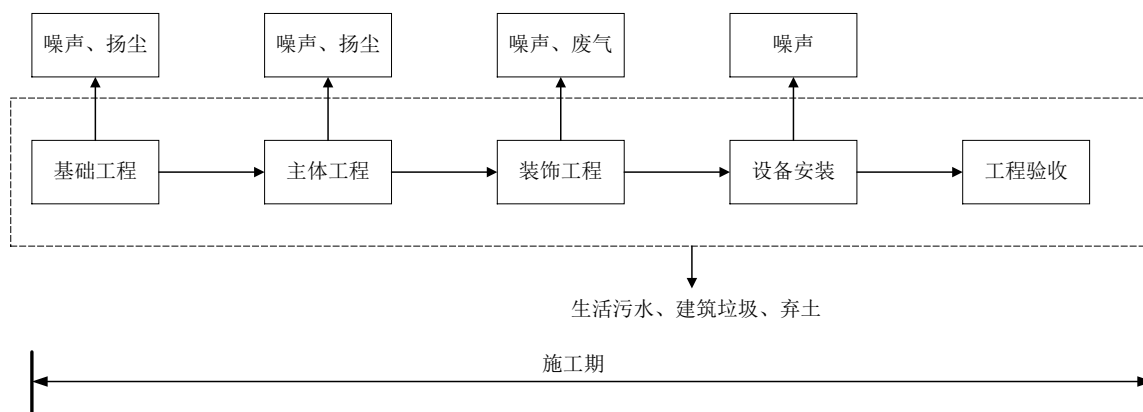 噪声、扬尘
噪声、扬尘
噪声、废气
噪声
基础工程
主体工程
装饰工程
设备安装
工程验收
生活污水、建筑垃圾、弃土
施工期